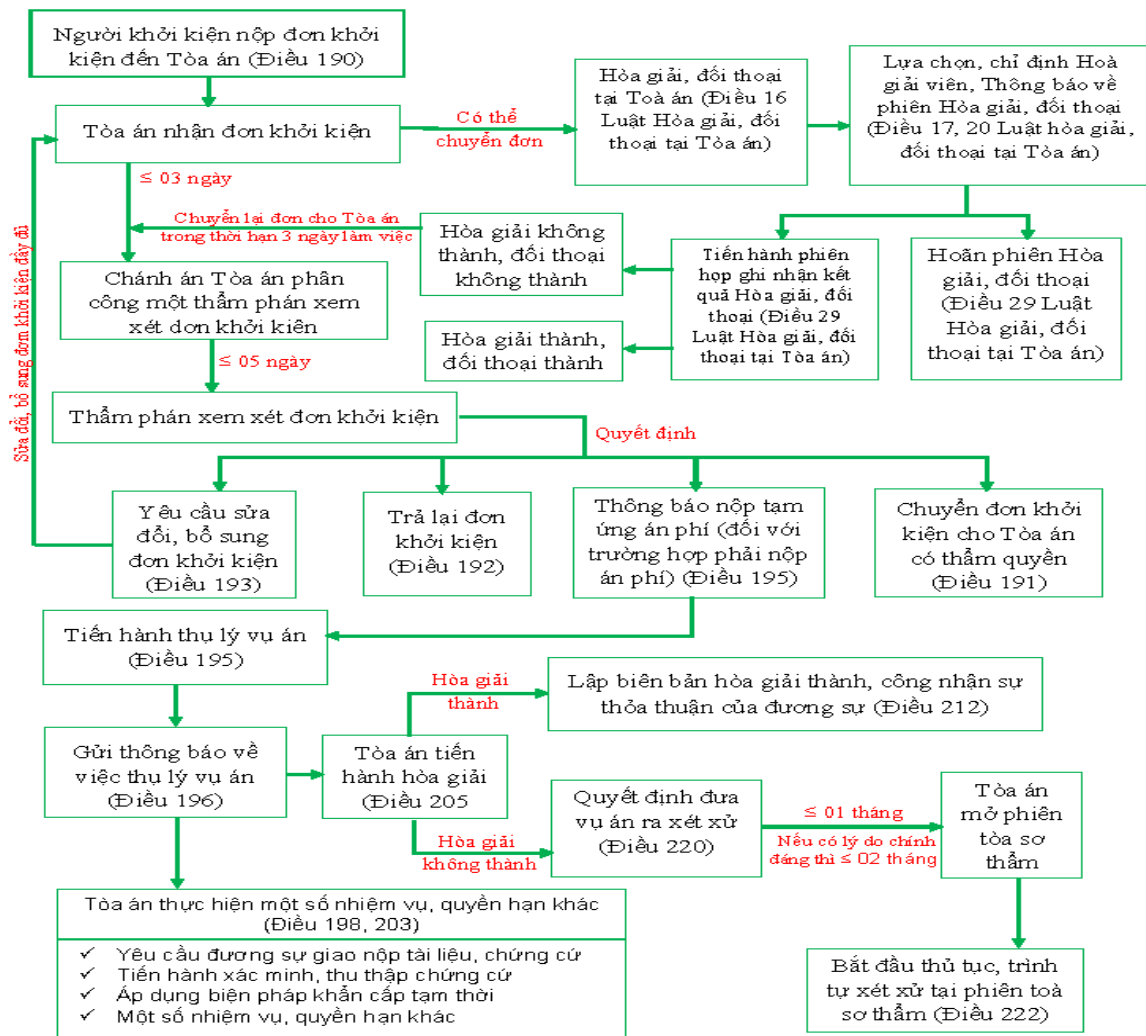 Người khởi kiện nộp đơn khởi
kiện đến Tòa án (Điều 190)
Tòa án nhận đơn khởi kiện
Có thể
chuyển đơn
Hòa giải, đối thoại
tại Toà án (Điều 16
Luật Hòa giải, đối
thoại tại Tòa án)
Lựa chọn, chỉ định Hoà
giải viên, Thông báo về
phiên Hòa giải, đối thoại
(Điều 17, 20 Luật hòa giải,
đối thoại tại Tòa án)
≤ 03 ngày
Chuyển lại đơn cho Tòa án
trong thời hạn 3 ngày làm việc
Hòa giải không
thành, đối thoại
không thành
Tiến hành phiên
họp ghi nhận kết
quả Hòa giải, đối
thoại (Điều 29
Luật Hòa giải, đối
thoại tại Tòa án)
Hoãn phiên Hòa
giải, đối thoại
(Điều 29 Luật
Hòa giải, đối
thoại tại Tòa án)
Chánh án Tòa án phân
công một thẩm phán xem
xét đơn khởi kiên
Hòa giải thành,
đối thoại thành
≤ 05 ngày
Sửa đổi, bổ sung đơn khởi kiện đầy đủ
Thẩm phán xem xét đơn khởi kiện
Quyết định
Yêu cầu sửa
đổi, bổ sung
đơn khởi kiện
(Điều 193)
Trả lại đơn
khởi kiện
(Điều 192)
Thông báo nộp tạm
ứng án phí (đối với
trường hợp phải nộp
án phí) (Điều 195)
Chuyển đơn khởi
kiện cho Tòa án
có thẩm quyền
(Điều 191)
Tiến hành thụ lý vụ án
(Điều 195)
Hòa giải
thành
Lập biên bản hòa giải thành, công nhận sự
thỏa thuận của đương sự (Điều 212)
Gửi thông báo về
việc thụ lý vụ án
(Điều 196)
Tòa án tiến
hành hòa giải
(Điều 205
Hòa giải
không thành
Quyết định đưa
vụ án ra xét xử
(Điều 220)
≤ 01 tháng
Nếu có lý do chính
đáng thì ≤ 02 tháng
Tòa án
mở phiên
tòa sơ
thẩm
Tòa án thực hiện một số nhiệm vụ, quyền hạn khác
(Điều 198, 203)
✓ Yêu cầu đương sự giao nộp tài liệu, chứng cứ
✓ Tiến hành xác minh, thu thập chứng cứ
✓ Áp dụng biện pháp khẩn cấp tạm thời
✓ Một số nhiệm vụ, quyền hạn khác
Bắt đầu thủ tục, trình
tự xét xử tại phiên toà
sơ thẩm (Điều 222)